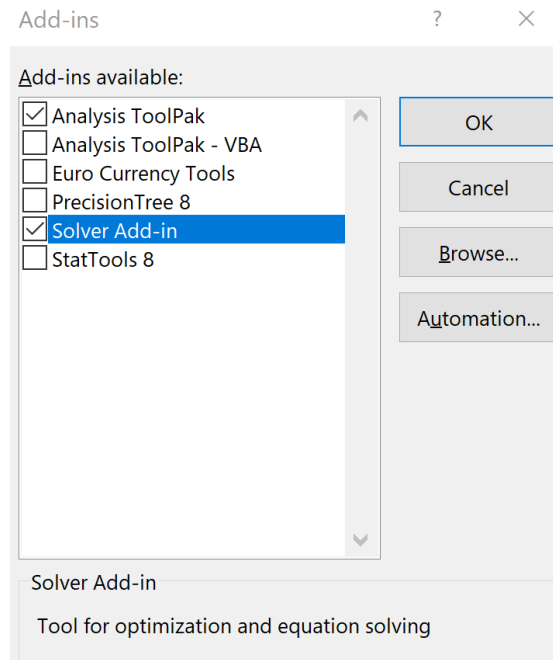 Add-ins ?
Add-ins available:
Analysis ToolPak
Analysis ToolPak - VBA
Euro Currency Tools
PrecisionTree 8
Solver Add-in
StatTools 8
OK
Cancel
Browse...
Automation...
Solver Add-in
Tool for optimization and equation solving